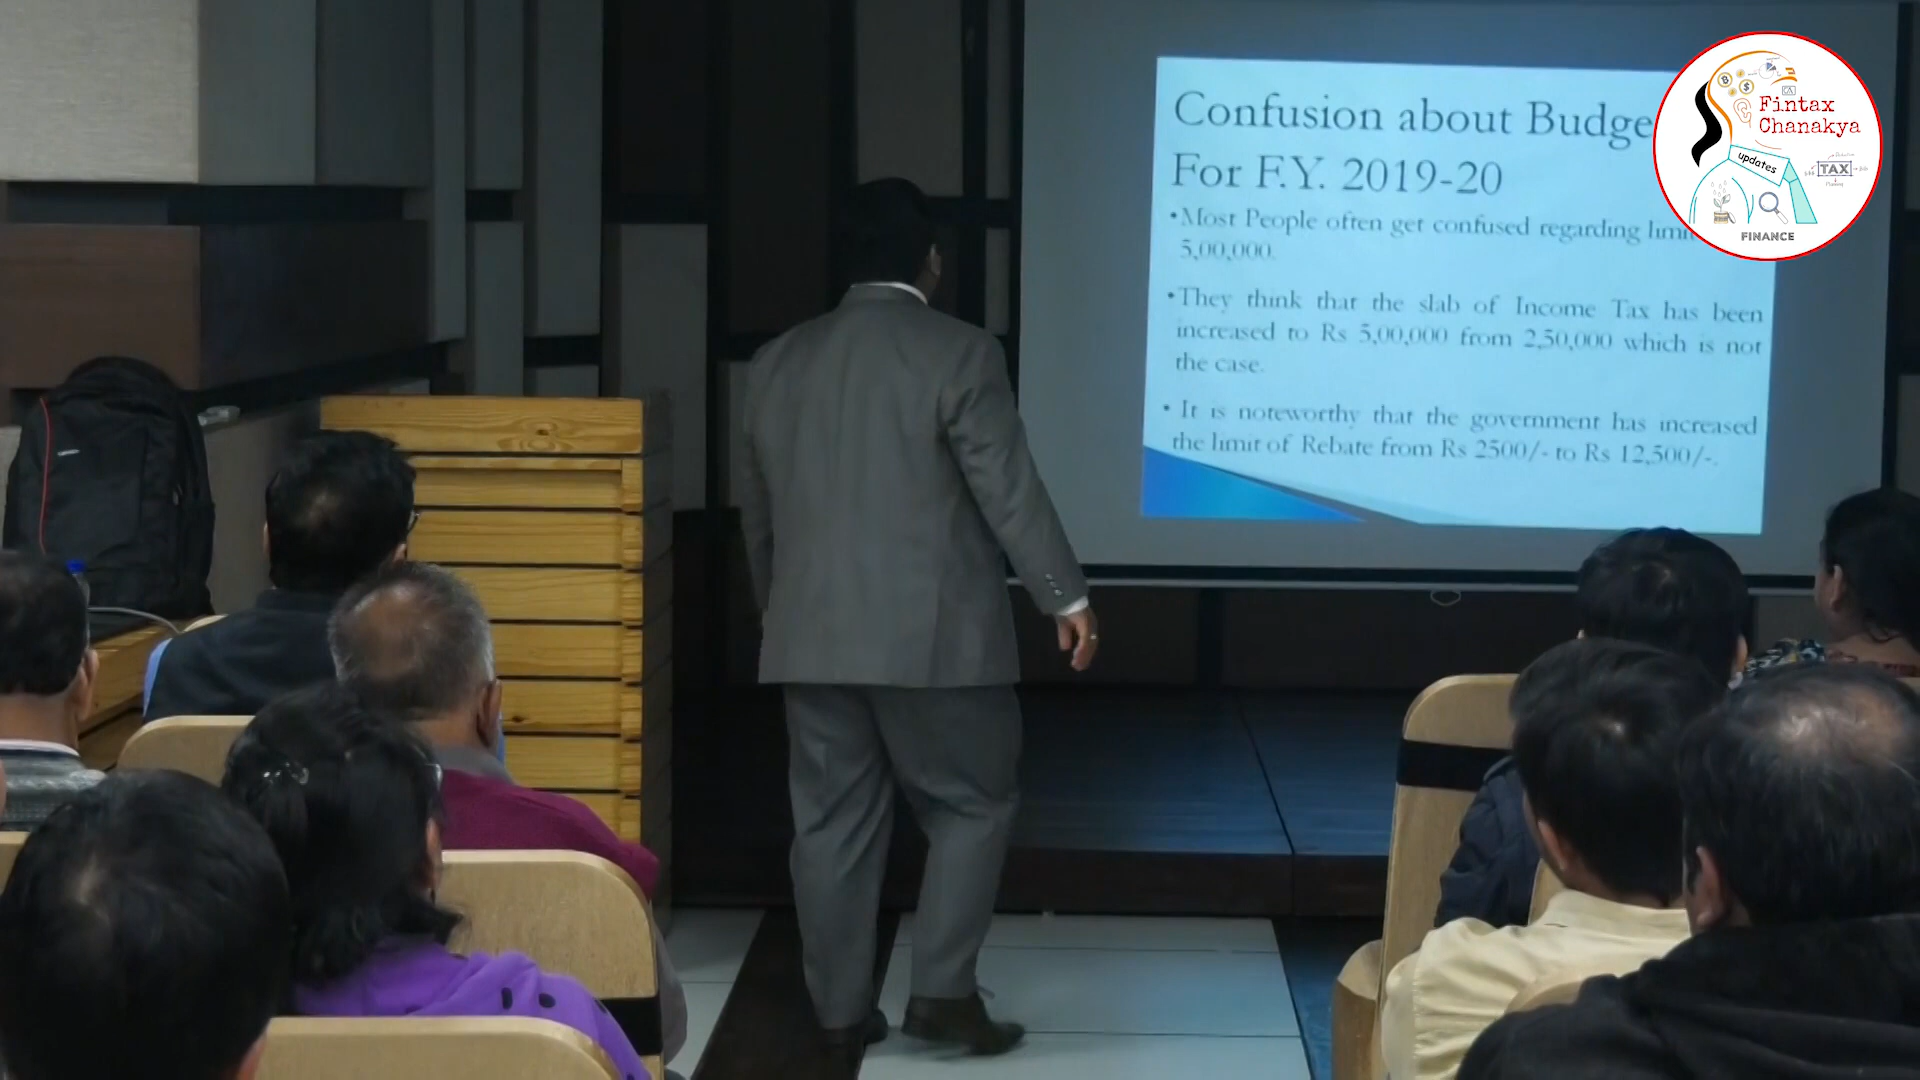 Confusion about Budge
For F.Y. 2019-20
•Most People often get confused regarding
5,00,000.
•They think that the slab of Income Tax has been
increased to Rs 5,00,000 from 2,50,000 which is not
the case.
• It is noteworthy that the government has increased
the limit of Rebate from Rs 2500/- to Rs 12,500/-.
Fintax
Chanakya
updates
TAX
FINANCE